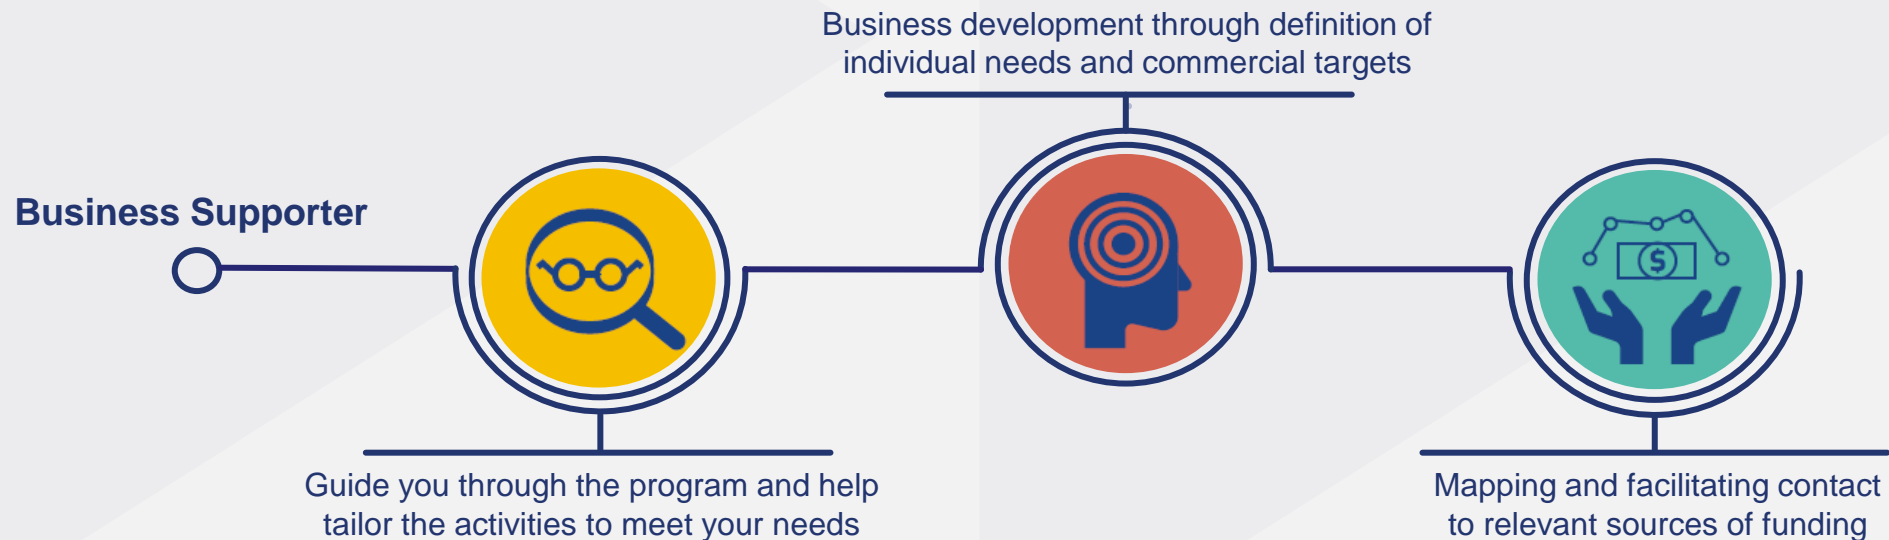 Business development through definition of
individual needs and commercial targets
Business Supporter
$
Guide you through the program and help
tailor the activities to meet your needs
Mapping and facilitating contact
to relevant sources of funding